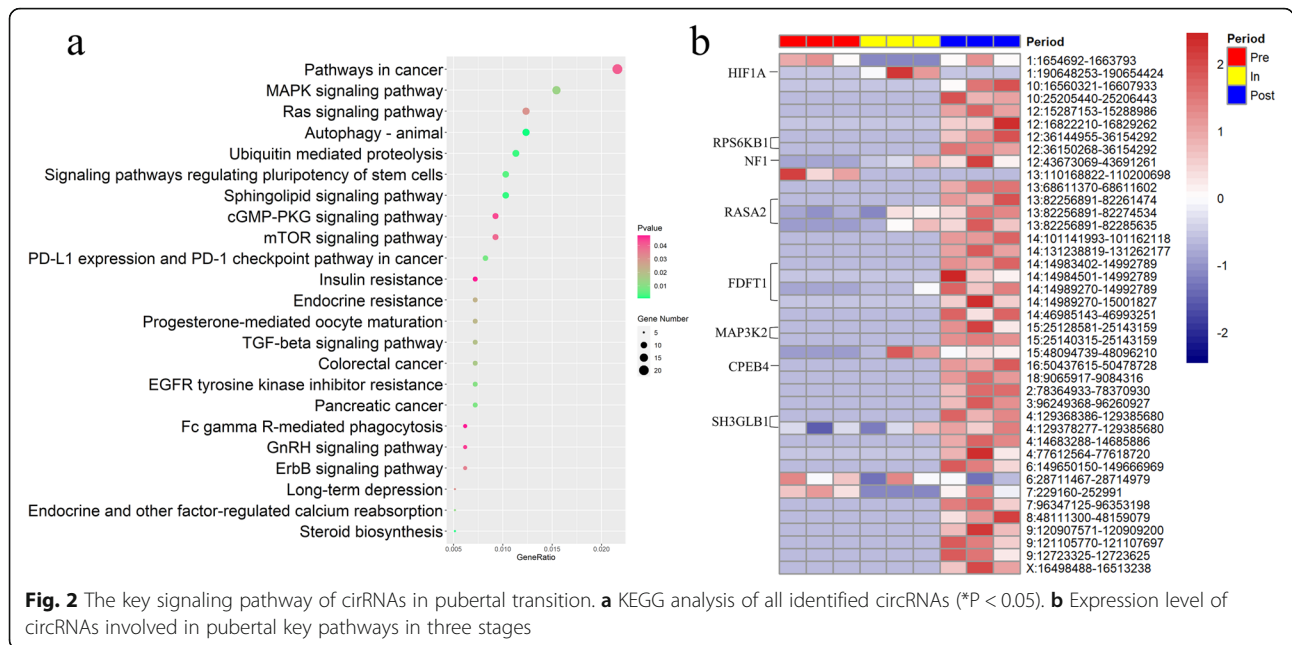 a
Pathways in cancer
MAPK signaling pathway
Ras signaling pathway
Autophagy - animal
Ubiquitin mediated proteolysis
Signaling pathways regulating pluripotency of stem cells
Sphingolipid signaling pathway
cGMP-PKG signaling pathway
mTOR signaling pathway
PD-L1 expression and PD-1 checkpoint pathway in cancer
Insulin resistance
Endocrine resistance
Progesterone-mediated oocyte maturation
TGF-beta signaling pathway
Colorectal cancer
EGFR tyrosine kinase inhibitor resistance
Pancreatic cancer
Fc gamma R-mediated phagocytosis
GnRH signaling pathway
ErbB signaling pathway
Long-term depression
Endocrine and other factor-regulated calcium reabsorption
Steroid biosynthesis
0.005 0.010 0.015 0.020
GeneRatio
Pvalue
0.04
0.03
0.02
0.01
Gene Number
5
10
15
20
b
HIF1A
RPS6KB1
NF1
RASA2
FDFT1
MAP3K2
CPEB4
SH3GLB1
Period
1:1654692-1663793
1:190648253-190654424
10:16560321-16607933
10:25205440-25206443
12:15287153-15288986
12:16822210-16829262
12:36144955-36154292
12:36150268-36154292
12:43673069-43691261
13:110168822-110200698
13:68611370-68611602
13:82256891-82261474
13:82256891-82274534
13:82256891-82285635
14:101141993-101162118
14:131238819-131262177
14:14983402-14992789
14:14984501-14992789
14:14989270-14992789
14:14989270-15001827
14:46985143-46993251
15:25128581-25143159
15:25140315-25143159
15:48094739-48096210
16:50437615-50478728
18:9065917-9084316
2:78364933-78370930
3:96249368-96260927
4:129368386-129385680
4:129378277-129385680
4:14683288-14685886
4:77612564-77618720
6:149650150-149666969
6:28711467-28714979
7:229160-252991
7:96347125-96353198
8:48111300-48159079
9:120907571-120909200
9:121105770-121107697
9:12723325-12723625
X:16498488-16513238
2
1
0
-1
-2
Period
Pre
In
Post
Fig. 2 The key signaling pathway of cirRNAs in pubertal transition. a KEGG analysis of all identified circRNAs (*P < 0.05). b Expression level of
circRNAs involved in pubertal key pathways in three stages